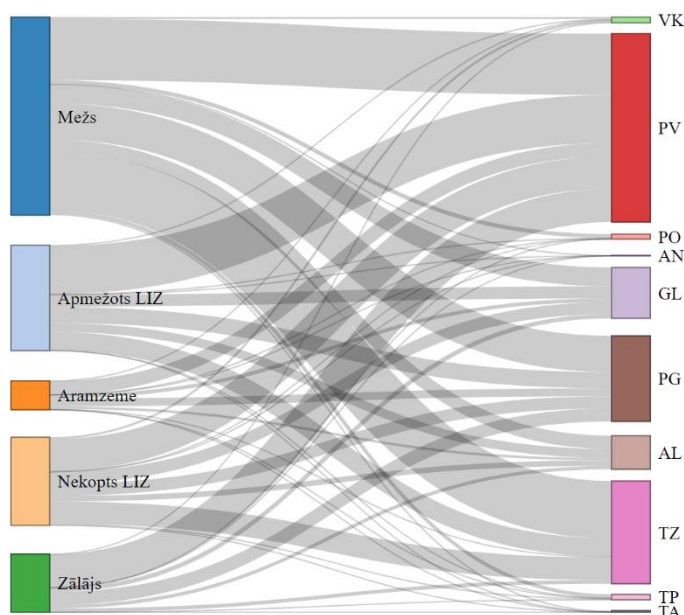 Mežs
Apmežots LIZ
Aramzeme
Nekopts LIZ
Zālājs
VK
PV
PO
AN
GL
PG
AL
TZ
TP
TA